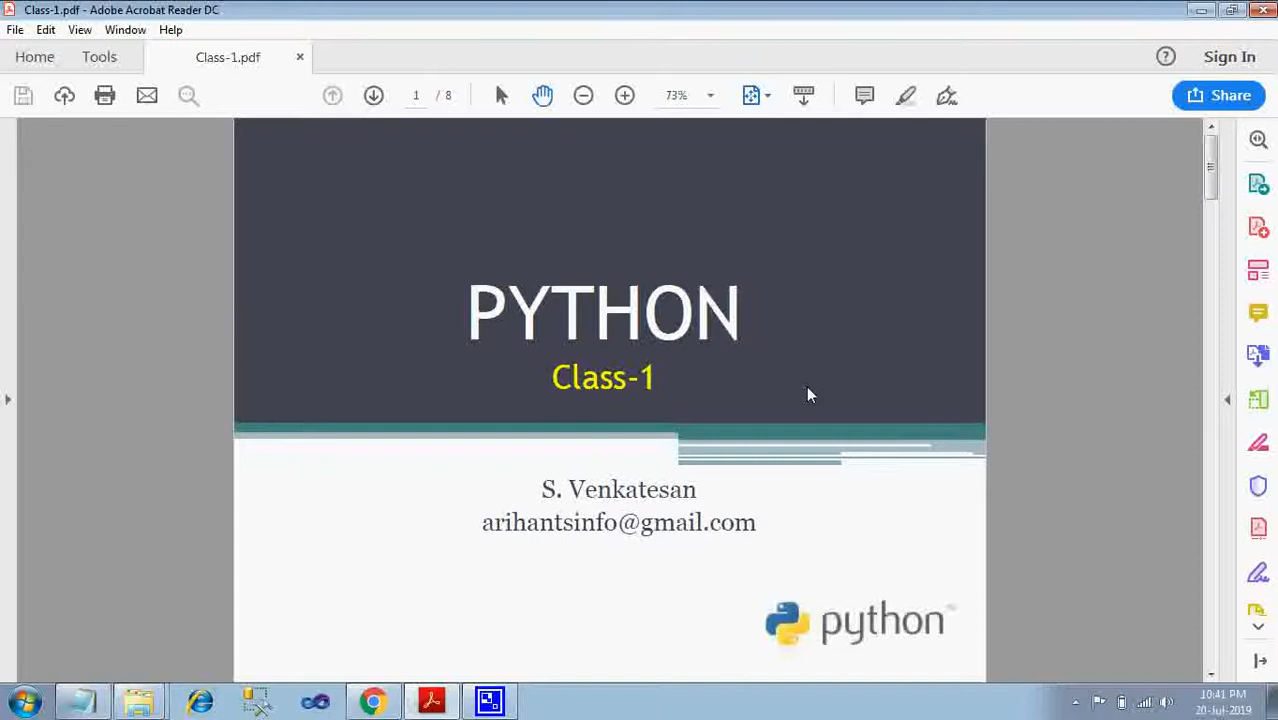 Class-1.pdf - Adobe Acrobat Reader DC
File Edit View Window Help
Home Tools Class-1.pdf × ? Sign In
1 / 8 73% Share
PYTHON
Class-1
S. Venkatesan
arihantsinfo@gmail.com
python™
10:41 PM
20-Jul-2019